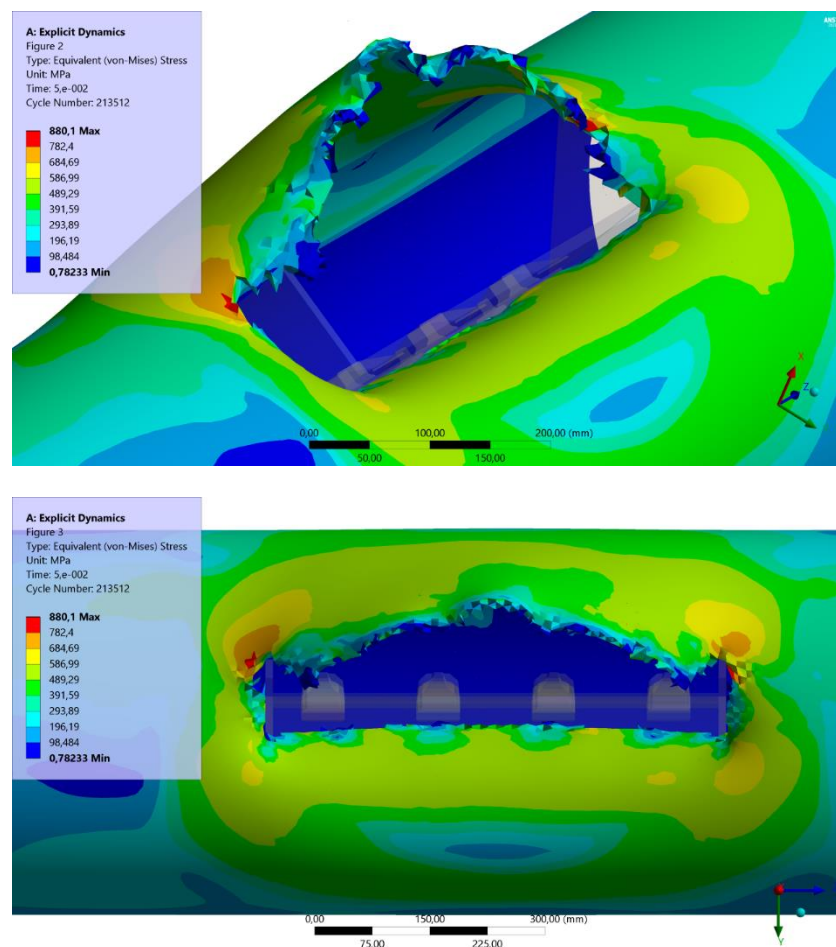 ANS
A: Explicit Dynamics
Figure 2
Type: Equivalent (von-Mises) Stress
Unit: MPa
Time: 5,e-002
Cycle Number: 213512
880,1 Max
782,4
684,69
586,99
489,29
391,59
293,89
196,19
98,484
0,78233 Min
X
Z
0,00 100,00 200,00 (mm)
50,00 150,00
A: Explicit Dynamics
Figure 3
Type: Equivalent (von-Mises) Stress
Unit: MPa
Time: 5,e-002
Cycle Number: 213512
880,1 Max
782,4
684,69
586,99
489,29
391,59
293,89
196,19
98,484
0,78233 Min
Y
0,00 150,00 300,00 (mm)
75,00 225,00